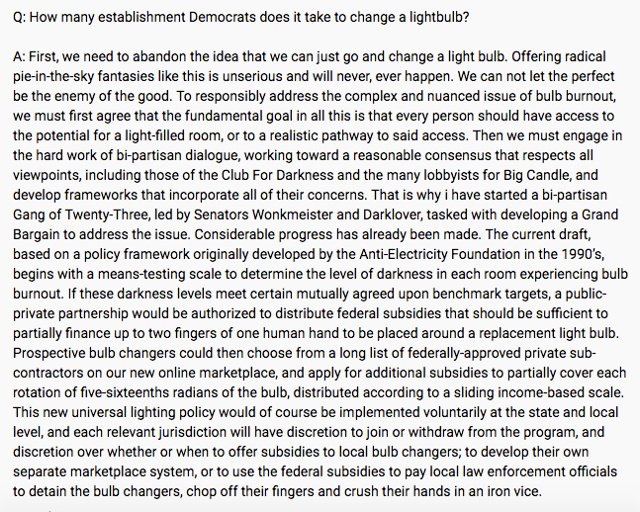 Q: How many establishment Democrats does it take to change a lightbulb?
A: First, we need to abandon the idea that we can just go and change a light bulb. Offering radical
pie-in-the-sky fantasies like this is unserious and will never, ever happen. We can not let the perfect
be the enemy of the good. To responsibly address the complex and nuanced issue of bulb burnout,
we must first agree that the fundamental goal in all this is that every person should have access to
the potential for a light-filled room, or to a realistic pathway to said access. Then we must engage in
the hard work of bi-partisan dialogue, working toward a reasonable consensus that respects all
viewpoints, including those of the Club For Darkness and the many lobbyists for Big Candle, and
develop frameworks that incorporate all of their concerns. That is why i have started a bi-partisan
Gang of Twenty-Three, led by Senators Wonkmeister and Darklover, tasked with developing a Grand
Bargain to address the issue. Considerable progress has already been made. The current draft,
based on a policy framework originally developed by the Anti-Electricity Foundation in the 1990's,
begins with a means-testing scale to determine the level of darkness in each room experiencing bulb
burnout. If these darkness levels meet certain mutually agreed upon benchmark targets, a public-
private partnership would be authorized to distribute federal subsidies that should be sufficient to
partially finance up to two fingers of one human hand to be placed around a replacement light bulb.
Prospective bulb changers could then choose from a long list of federally-approved private sub-
contractors on our new online marketplace, and apply for additional subsidies to partially cover each
rotation of five-sixteenths radians of the bulb, distributed according to a sliding income-based scale.
This new universal lighting policy would of course be implemented voluntarily at the state and local
level, and each relevant jurisdiction will have discretion to join or withdraw from the program, and
discretion over whether or when to offer subsidies to local bulb changers; to develop their own
separate marketplace system, or to use the federal subsidies to pay local law enforcement officials
to detain the bulb changers, chop off their fingers and crush their hands in an iron vice.